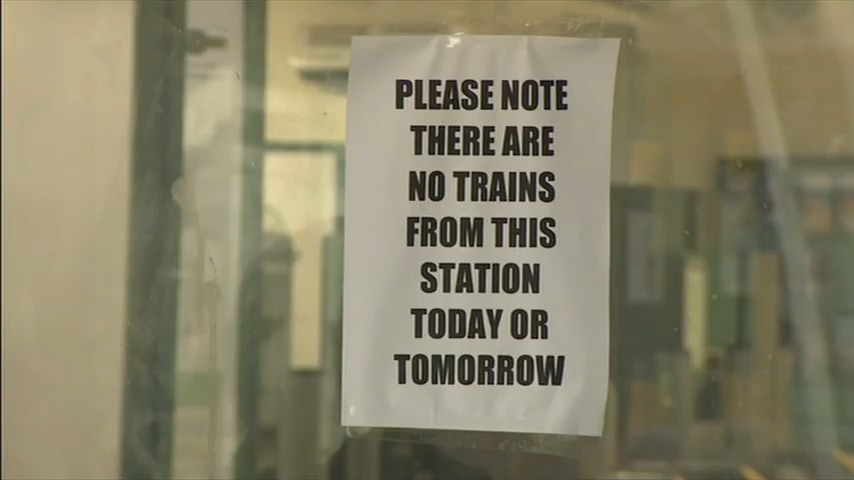 PLEASE NOTE
THERE ARE
NO TRAINS
FROM THIS
STATION
TODAY OR
TOMORROW